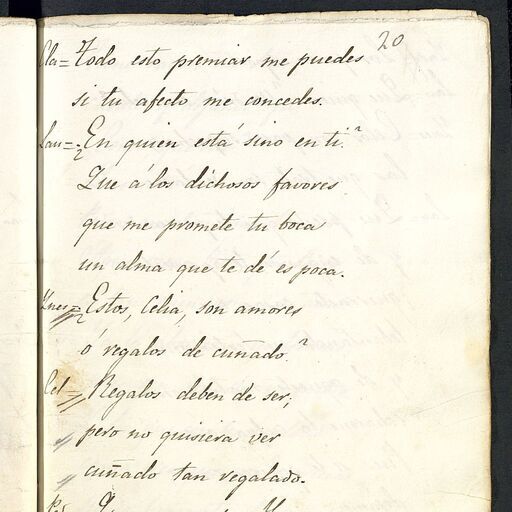 20
Cla= Todo esto premiar me puedes
si tu afecto me concedes.
Lau= ¿En quien está sino en ti?
Que á los dichosos favores
que me promete tu boca
un alma que te dé es poca.
Ynes= ¿Estos, Celia, son amores
ó regalos de cuñado?
Cel= Regalos deben de ser;
pero no quisiera ver
cuñado tan regalado.